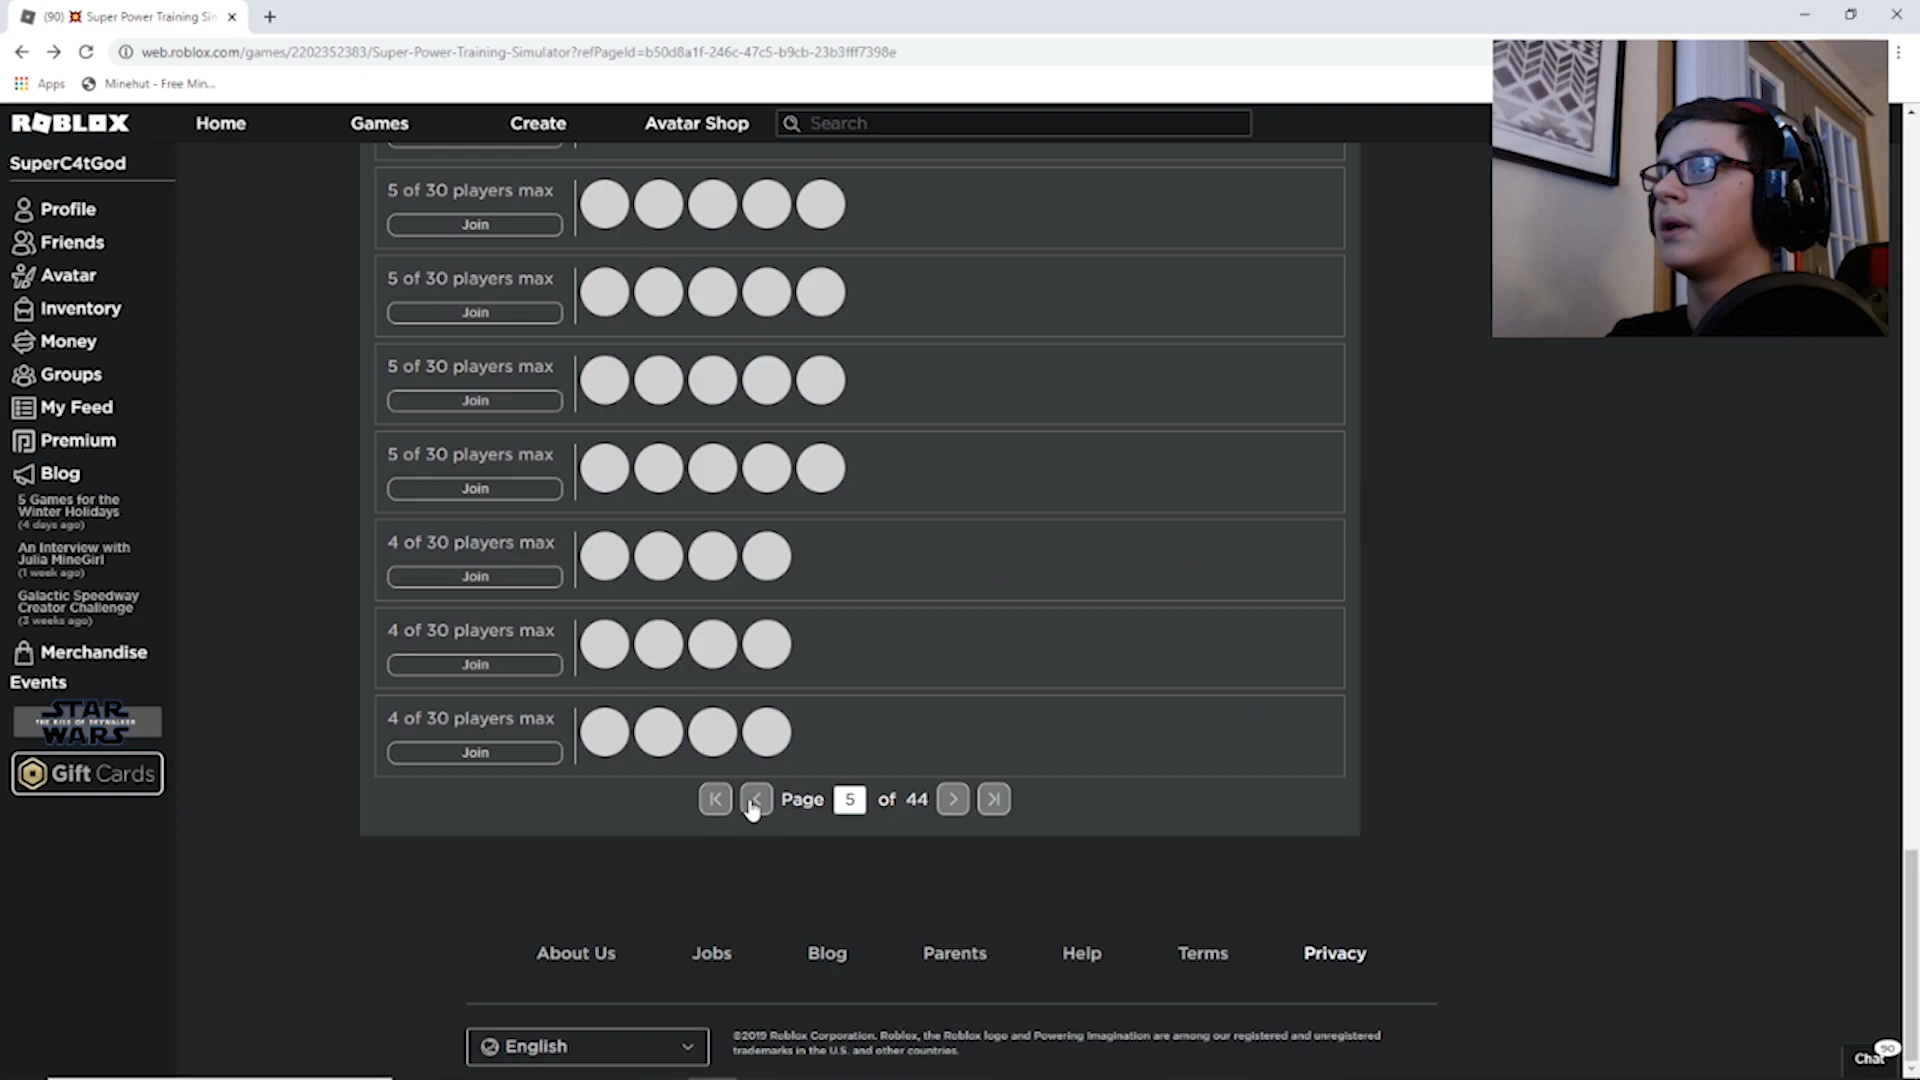 (90) 💥 Super Power Training Sim
web.roblox.com/games/2202352383/Super-Power-Training-Simulator?refPageId=b50d8a1f-246c-47c5-b9cb-23b3fff7398e
Apps
Minehut - Free Min...
ROBLOX
Home
Games
Create
Avatar Shop
Search
SuperC4tGod
Profile
Friends
Avatar
Inventory
Money
Groups
My Feed
Premium
Blog
5 Games for the
Winter Holidays
(4 days ago)
An Interview with
Julia MineGirl
(1 week ago)
Galactic Speedway
Creator Challenge
(3 weeks ago)
Merchandise
Events
STAR
THE RISE OF SKYWALKER
WARS
Gift Cards
5 of 30 players max
Join
5 of 30 players max
Join
5 of 30 players max
Join
5 of 30 players max
Join
4 of 30 players max
Join
4 of 30 players max
Join
4 of 30 players max
Join
Page 5 of 44
About Us
Jobs
Blog
Parents
Help
Terms
Privacy
English
©2019 Roblox Corporation. Roblox, the Roblox logo and Powering Imagination are among our registered and unregistered
trademarks in the U.S. and other countries.
Chat
90